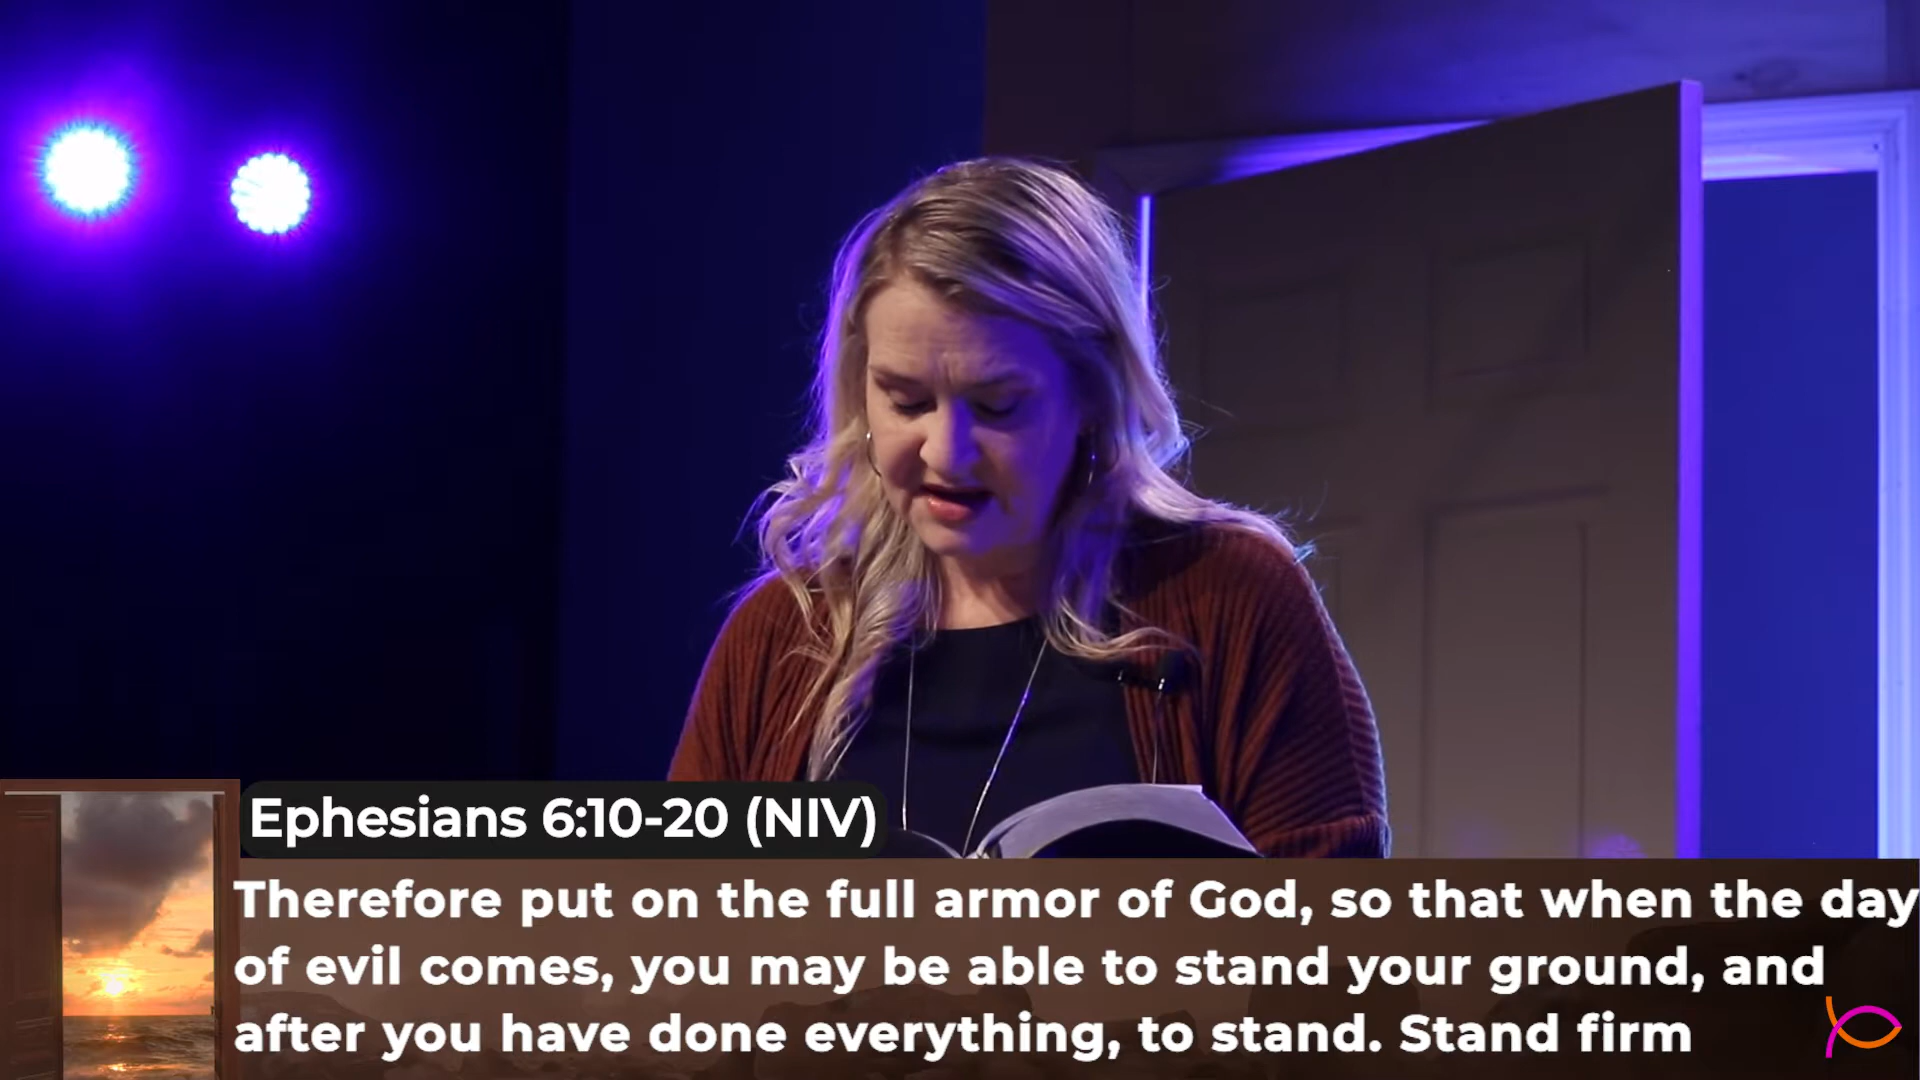 Ephesians 6:10-20 (NIV)
Therefore put on the full armor of God, so that when the day
of evil comes, you may be able to stand your ground, and
after you have done everything, to stand. Stand firm